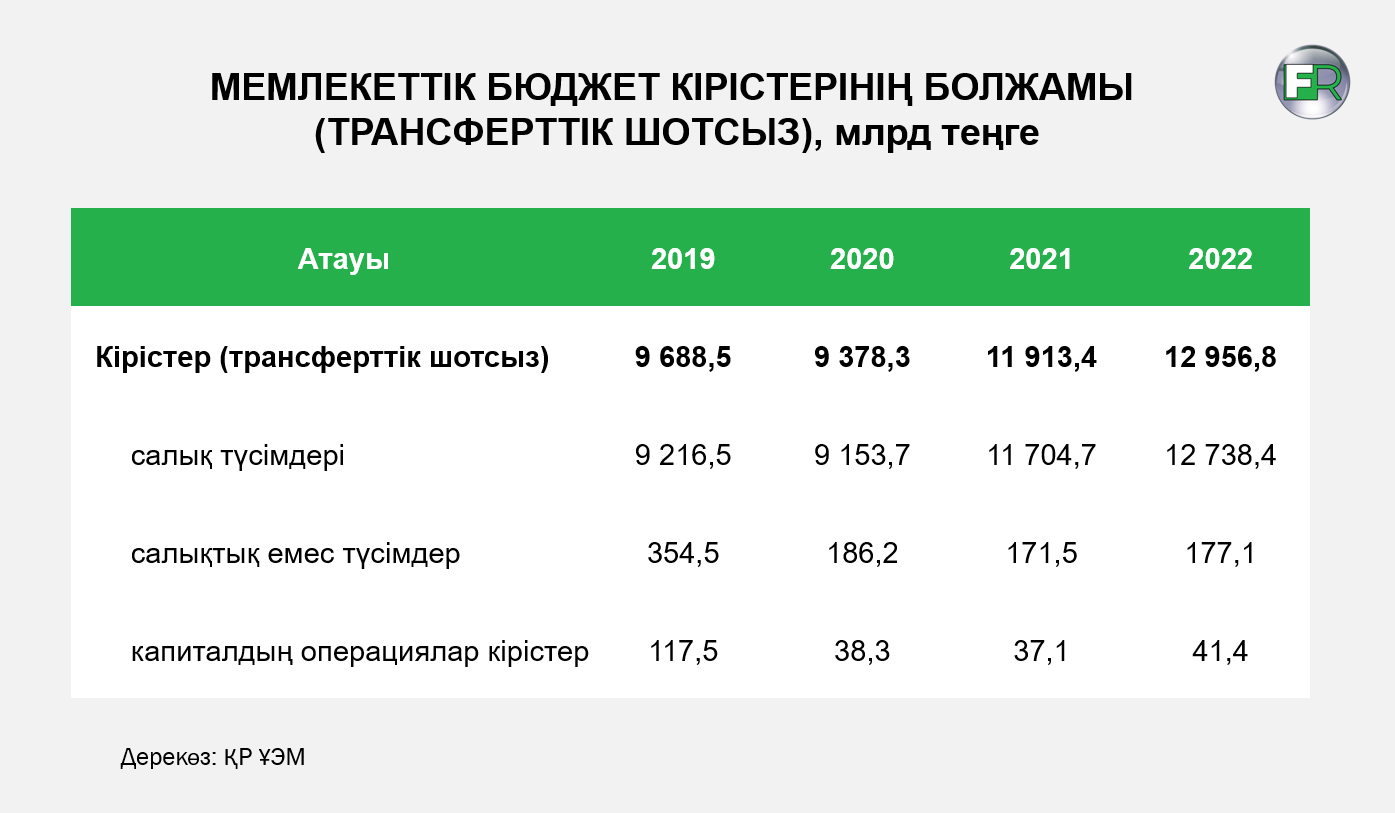 МЕМЛЕКЕТТІК БЮДЖЕТ КІРІСТЕРІНІҢ БОЛЖАМЫ
(ТРАНСФЕРТТІК ШОТСЫЗ), млрд теңге
FR
Атауы 2019 2020 2021 2022
Кірістер (трансферттік шотсыз) 9 688,5 9 378,3 11 913,4 12 956,8
салық түсімдері 9 216,5 9 153,7 11 704,7 12 738,4
салықтық емес түсімдер 354,5 186,2 171,5 177,1
капиталдың операциялар кірістер 117,5 38,3 37,1 41,4
Дерекөз: ҚР ҰЭМ